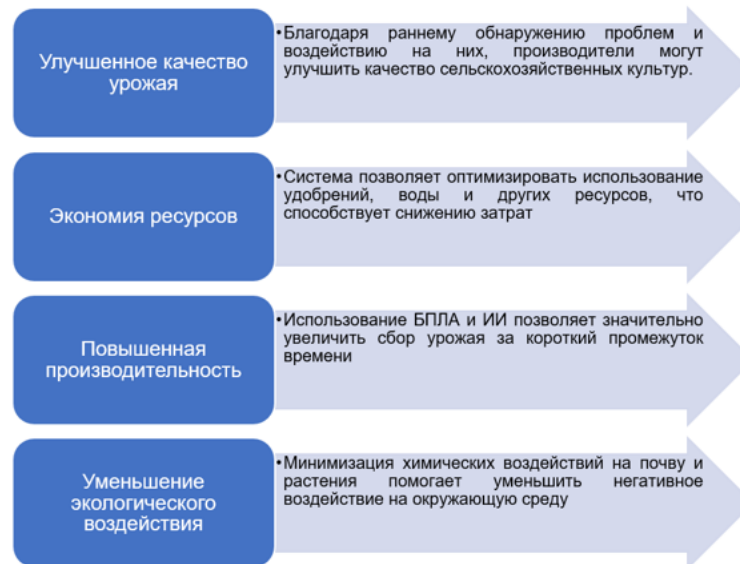 Улучшенное качество
урожая
•Благодаря раннему обнаружению проблем и
воздействию на них, производители могут
улучшить качество сельскохозяйственных культур.
Экономия ресурсов
•Система позволяет оптимизировать использование
удобрений, воды и других ресурсов, что
способствует снижению затрат
Повышенная
производительность
•Использование БПЛА и ИИ позволяет значительно
увеличить сбор урожая за короткий промежуток
времени
Уменьшение
экологического
воздействия
•Минимизация химических воздействий на почву и
растения помогает уменьшить негативное
воздействие на окружающую среду